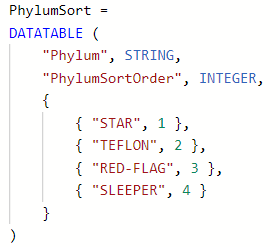 PhylumSort =
DATATABLE (
"Phylum", STRING,
"PhylumSortOrder", INTEGER,
{
{ "STAR", 1 },
{ "TEFLON", 2 },
{ "RED-FLAG", 3 },
{ "SLEEPER", 4 }
}
)